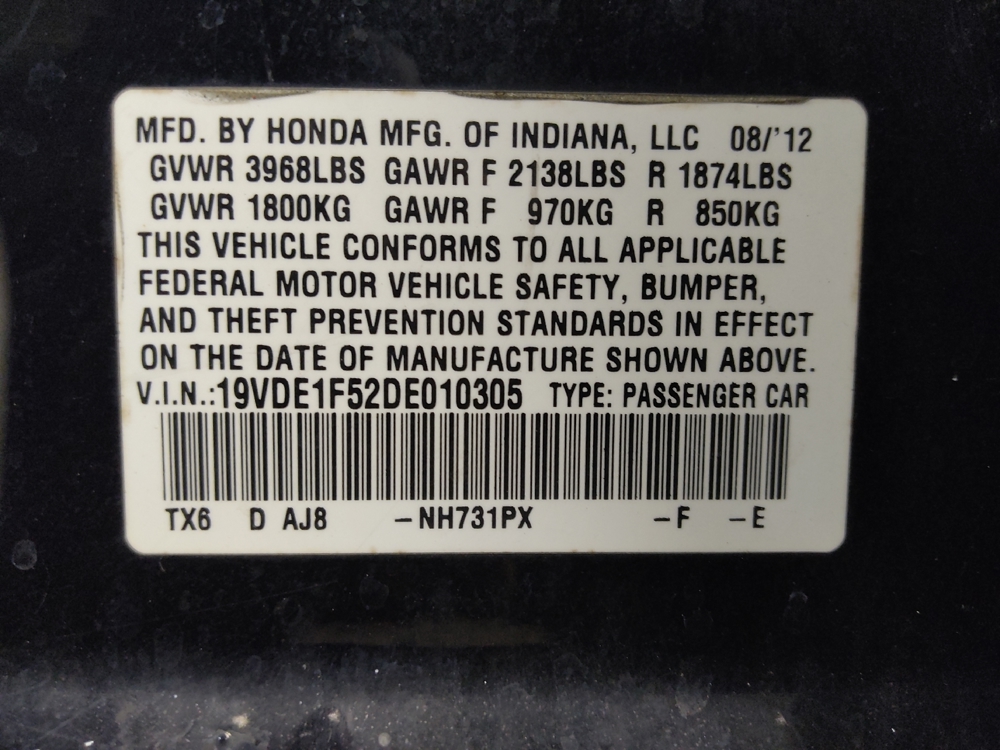 MFD. BY HONDA MFG. OF INDIANA, LLC 08/'12
GVWR 3968LBS GAWR F 2138LBS R 1874LBS
GVWR 1800KG GAWR F 970KG R 850KG
THIS VEHICLE CONFORMS TO ALL APPLICABLE
FEDERAL MOTOR VEHICLE SAFETY, BUMPER,
AND THEFT PREVENTION STANDARDS IN EFFECT
ON THE DATE OF MANUFACTURE SHOWN ABOVE.
V.I.N.:19VDE1F52DE010305 TYPE: PASSENGER CAR
TX6 D AJ8 –NH731PX –F –E